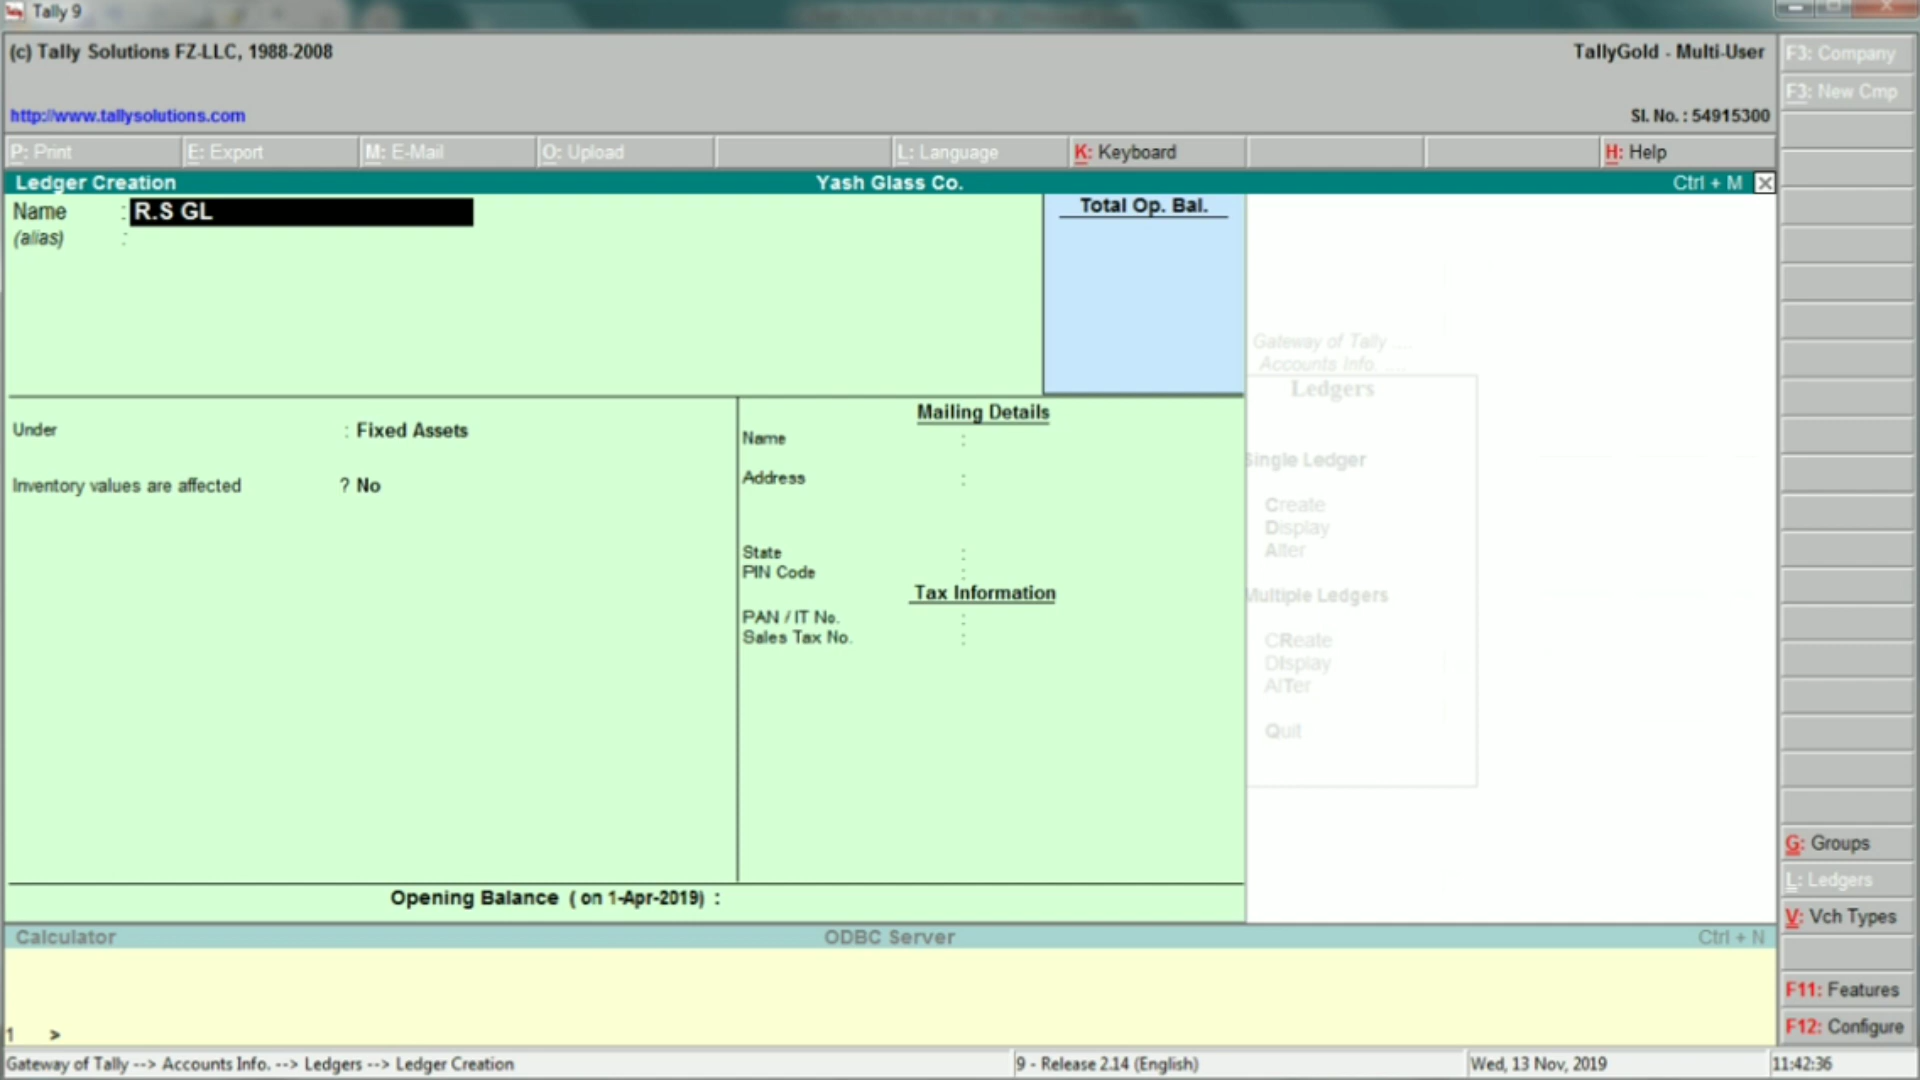 Tally 9
(c) Tally Solutions FZ-LLC, 1988-2008
TallyGold - Multi-User
http://www.tallysolutions.com
Sl. No. : 54915300
P: Print E: Export M: E-Mail O: Upload L: Language K: Keyboard H: Help
Ledger Creation Yash Glass Co. Ctrl + M
Name : R.S GL
(alias) :
Total Op. Bal.
Under : Fixed Assets
Inventory values are affected ? No
Mailing Details
Name :
Address :
State :
PIN Code :
Tax Information
PAN / IT No. :
Sales Tax No. :
Opening Balance ( on 1-Apr-2019) :
Gateway of Tally ....
Accounts Info. ....
Ledgers
Single Ledger
Create
Display
Alter
Multiple Ledgers
CReate
DIsplay
AlTer
Quit
F3: Company
F3: New Cmp
G: Groups
L: Ledgers
V: Vch Types
F11: Features
F12: Configure
Calculator ODBC Server Ctrl + N
1 >
Gateway of Tally --> Accounts Info. --> Ledgers --> Ledger Creation 9 - Release 2.14 (English) Wed, 13 Nov, 2019 11:42:36